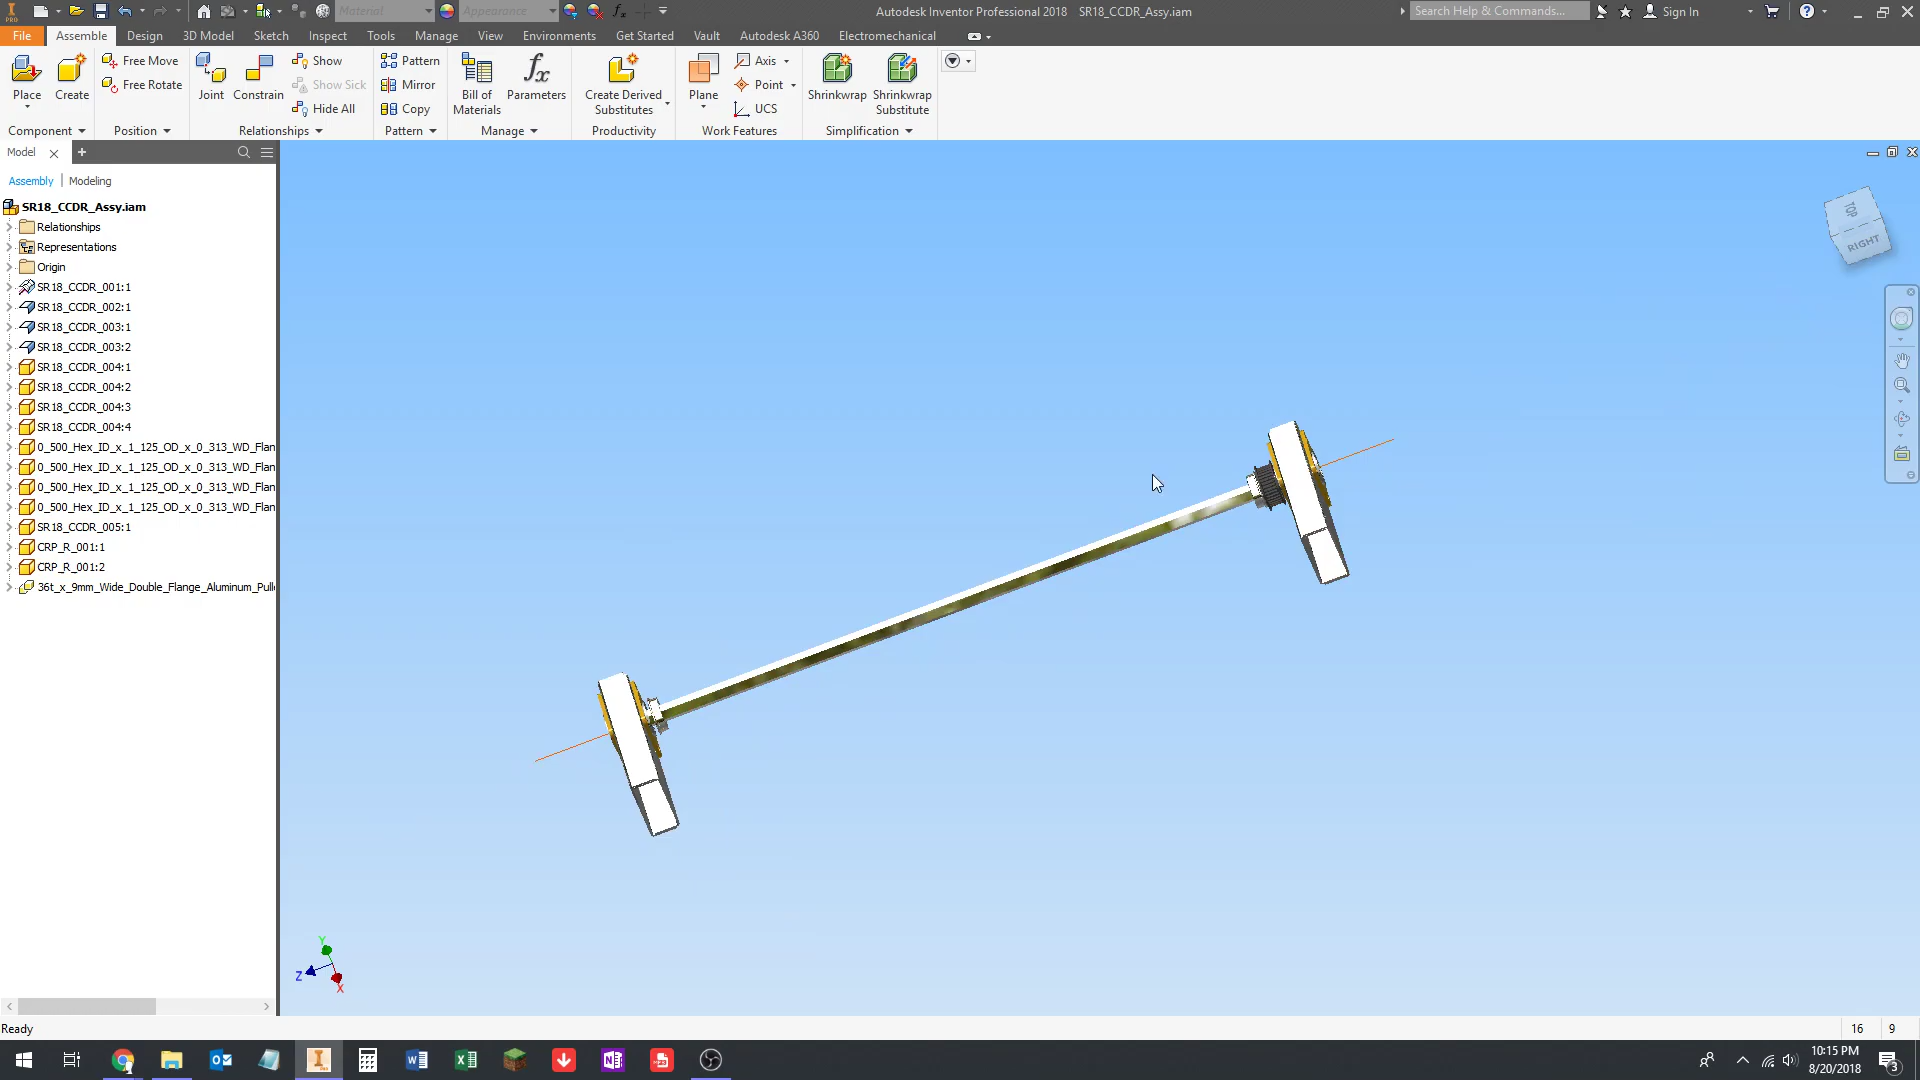 PRO
Material
Appearance
Autodesk Inventor Professional 2018 SR18_CCDR_Assy.iam
Search Help & Commands...
Sign In
File
Assemble
Design
3D Model
Sketch
Inspect
Tools
Manage
View
Environments
Get Started
Vault
Autodesk A360
Electromechanical
Place
Create
Free Move
Free Rotate
Joint
Constrain
Show
Show Sick
Hide All
Pattern
Mirror
Copy
Bill of
Materials
Parameters
Create Derived
Substitutes
Plane
Axis
Point
UCS
Shrinkwrap
Shrinkwrap
Substitute
Component
Position
Relationships
Pattern
Manage
Productivity
Work Features
Simplification
Model
Assembly
Modeling
SR18_CCDR_Assy.iam
Relationships
Representations
Origin
SR18_CCDR_001:1
SR18_CCDR_002:1
SR18_CCDR_003:1
SR18_CCDR_003:2
SR18_CCDR_004:1
SR18_CCDR_004:2
SR18_CCDR_004:3
SR18_CCDR_004:4
0_500_Hex_ID_x_1_125_OD_x_0_313_WD_Flan
0_500_Hex_ID_x_1_125_OD_x_0_313_WD_Flan
0_500_Hex_ID_x_1_125_OD_x_0_313_WD_Flan
0_500_Hex_ID_x_1_125_OD_x_0_313_WD_Flan
SR18_CCDR_005:1
CRP_R_001:1
CRP_R_001:2
36t_x_9mm_Wide_Double_Flange_Aluminum_Pull
TOP
RIGHT
Y
Z
X
Ready
16 9
10:15 PM
8/20/2018
3